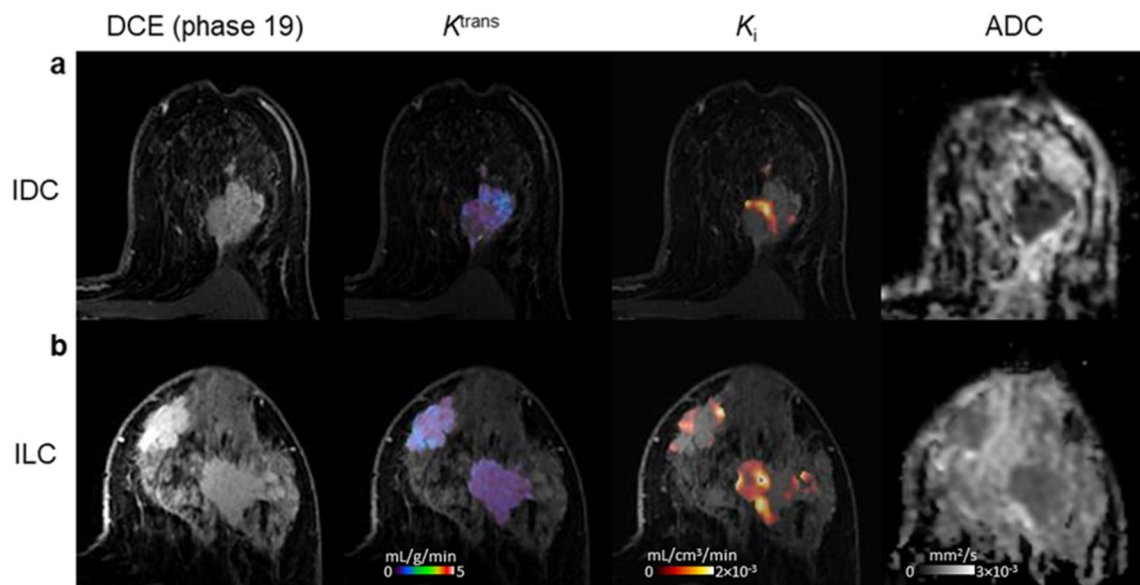 DCE (phase 19) Ktrans Ki ADC
a
IDC
b
ILC
mL/g/min mL/cm³/min mm²/s
0 5 0 2×10⁻³ 0 3×10⁻³